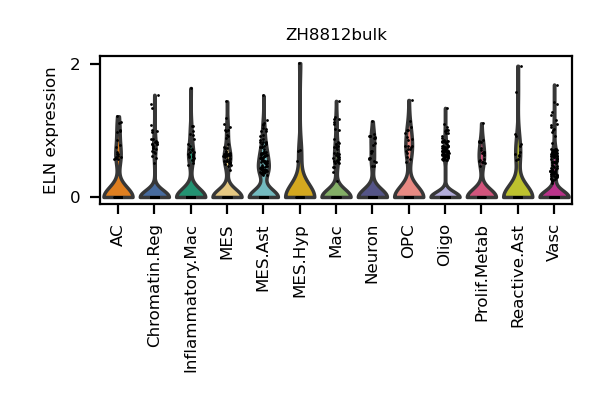 ZH8812bulk
ELN expression
2
0
AC
Chromatin.Reg
Inflammatory.Mac
MES
MES.Ast
MES.Hyp
Mac
Neuron
OPC
Oligo
Prolif.Metab
Reactive.Ast
Vasc